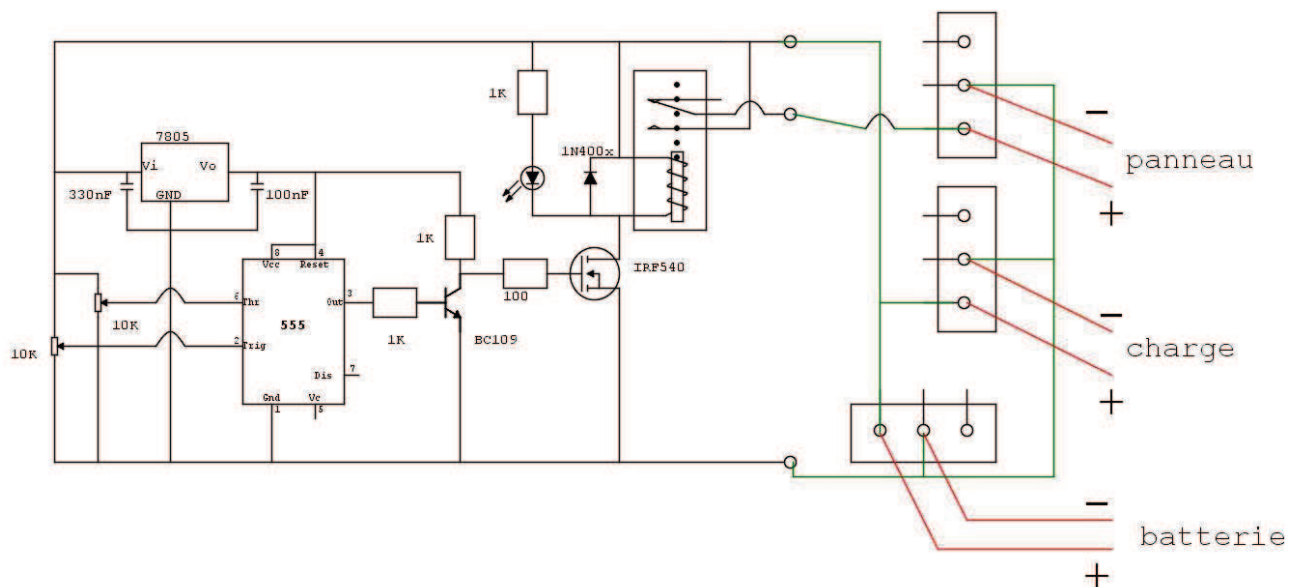 1K
7805
Vi
Vo
GND
330nF
100nF
1N400x
panneau
+
−
1K
8
4
Vcc
Reset
IRF540
6
Thr
Out
3
100
555
10K
1K
BC109
charge
+
−
10K
2
Trig
Dis
7
Gnd
Vc
1
5
−
batterie
+